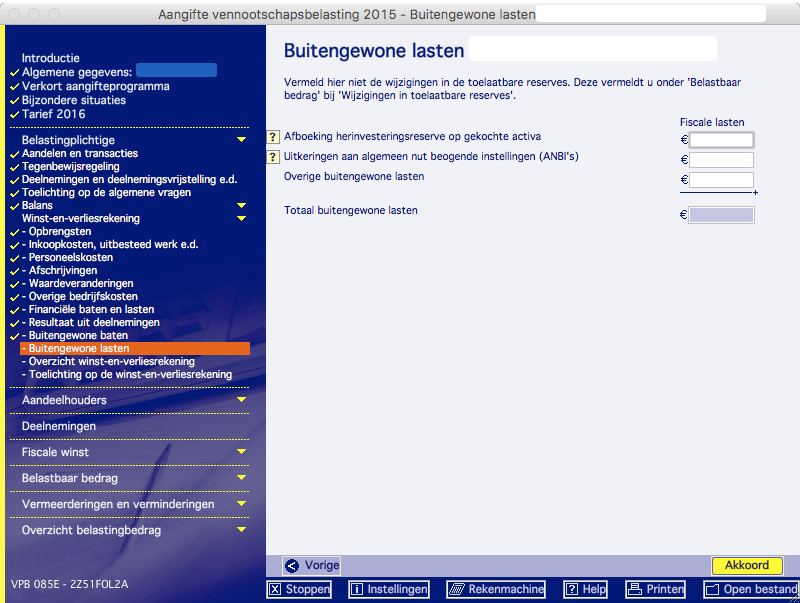 Aangifte vennootschapsbelasting 2015 - Buitengewone lasten
Introductie
Algemene gegevens:
Verkort aangifteprogramma
Bijzondere situaties
Tarief 2016
Belastingplichtige
Aandelen en transacties
Tegenbewijsregeling
Deelnemingen en deelnemingsvrijstelling e.d.
Toelichting op de algemene vragen
Balans
Winst-en-verliesrekening
- Opbrengsten
- Inkoopkosten, uitbesteed werk e.d.
- Personeelskosten
- Afschrijvingen
- Waardeveranderingen
- Overige bedrijfskosten
- Financiële baten en lasten
- Resultaat uit deelnemingen
- Buitengewone baten
- Buitengewone lasten
- Overzicht winst-en-verliesrekening
- Toelichting op de winst-en-verliesrekening
Aandeelhouders
Deelnemingen
Fiscale winst
Belastbaar bedrag
Vermeerderingen en verminderingen
Overzicht belastingbedrag
VPB 085E - 2Z51FOL2A
Buitengewone lasten
Vermeld hier niet de wijzigingen in de toelaatbare reserves. Deze vermeldt u onder 'Belastbaar
bedrag' bij 'Wijzigingen in toelaatbare reserves'.
Fiscale lasten
? Afboeking herinvesteringsreserve op gekochte activa €
? Uitkeringen aan algemeen nut beogende instellingen (ANBI's) €
Overige buitengewone lasten €
+
Totaal buitengewone lasten €
< Vorige Akkoord
X Stoppen i Instellingen Rekenmachine ? Help Printen Open bestand